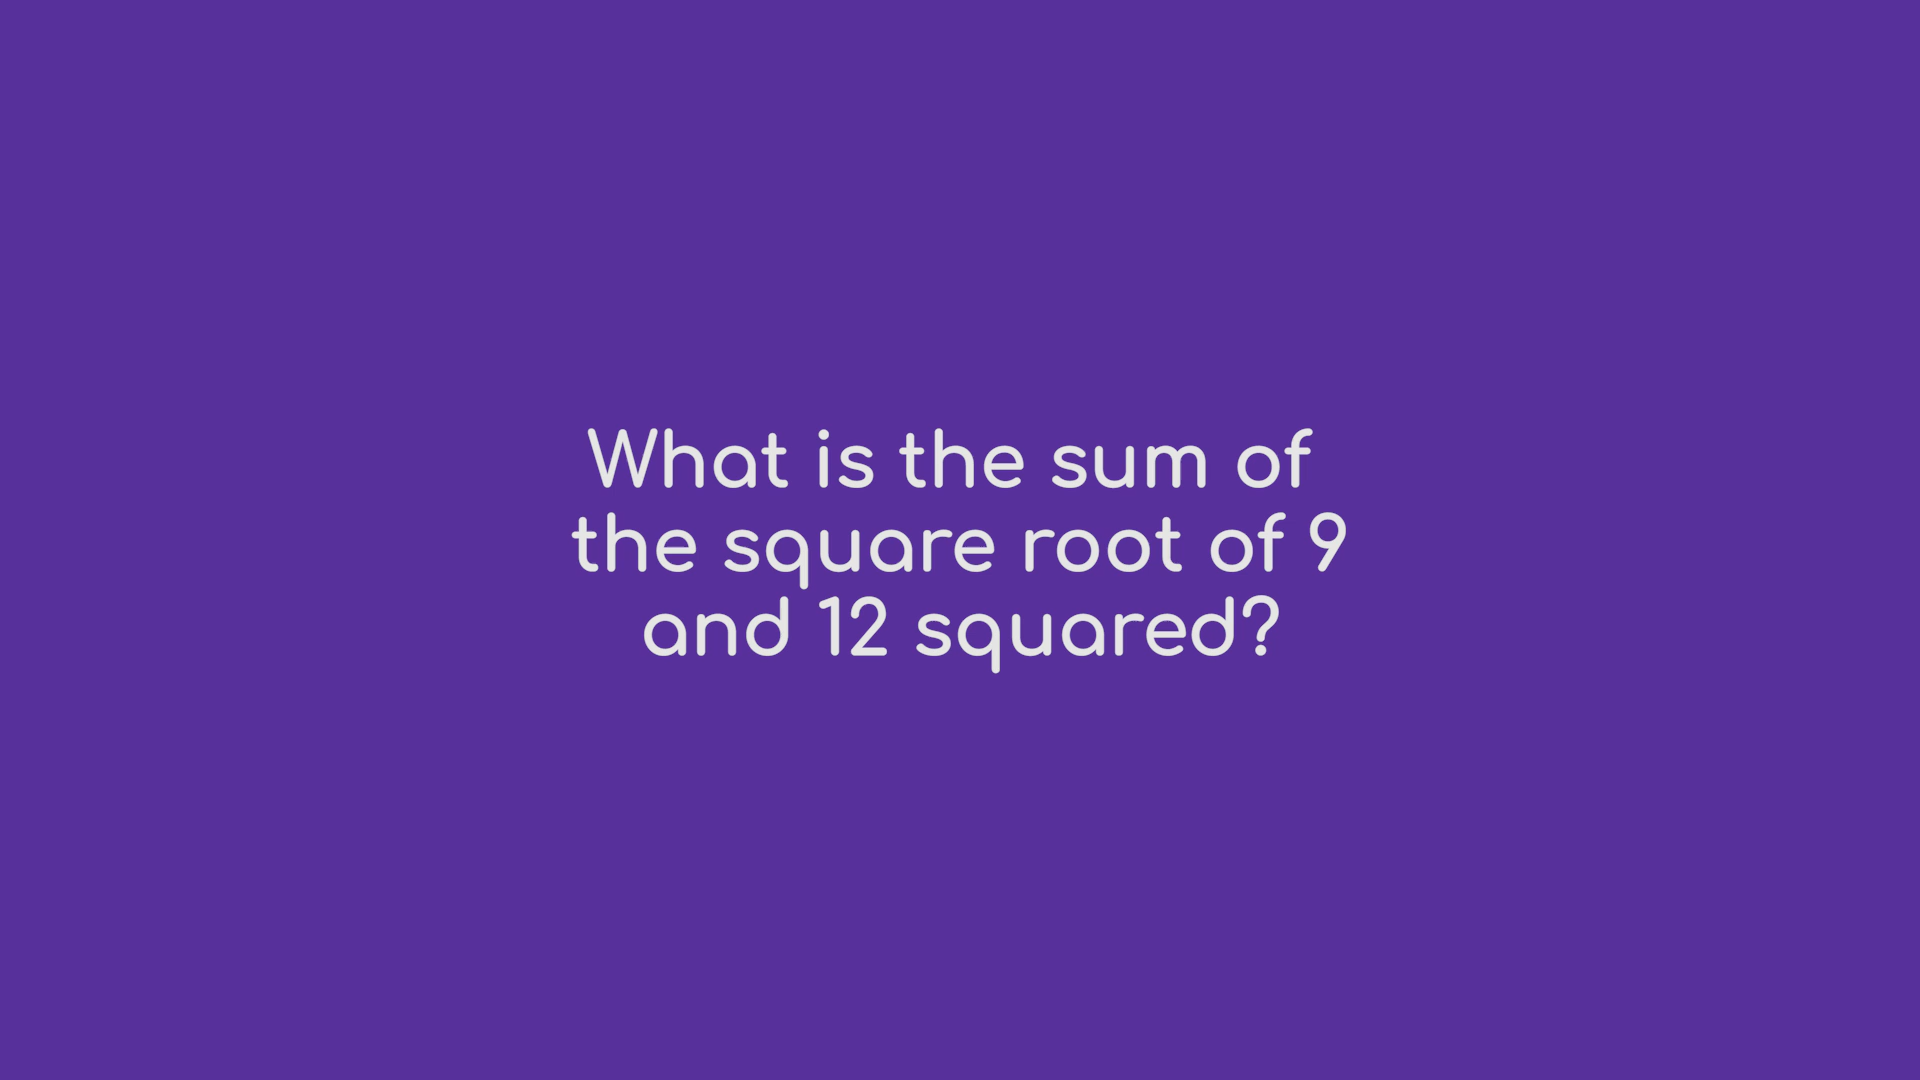 What is the sum of
the square root of 9
and 12 squared?